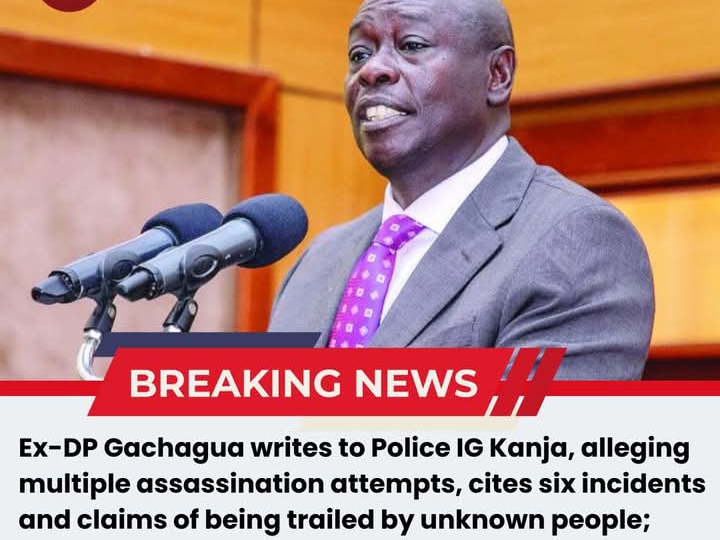 BREAKING NEWS
Ex-DP Gachagua writes to Police IG Kanja, alleging
multiple assassination attempts, cites six incidents
and claims of being trailed by unknown people;